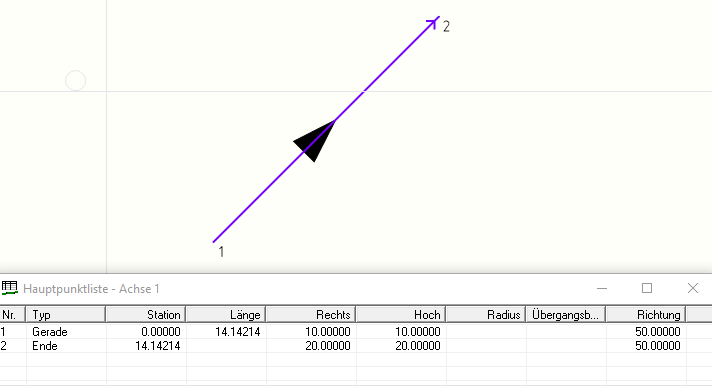 2
1
Hauptpunktliste - Achse 1
Nr. Typ Station Länge Rechts Hoch Radius Übergangsb... Richtung
1 Gerade 0.00000 14.14214 10.00000 10.00000 50.00000
2 Ende 14.14214 20.00000 20.00000 50.00000